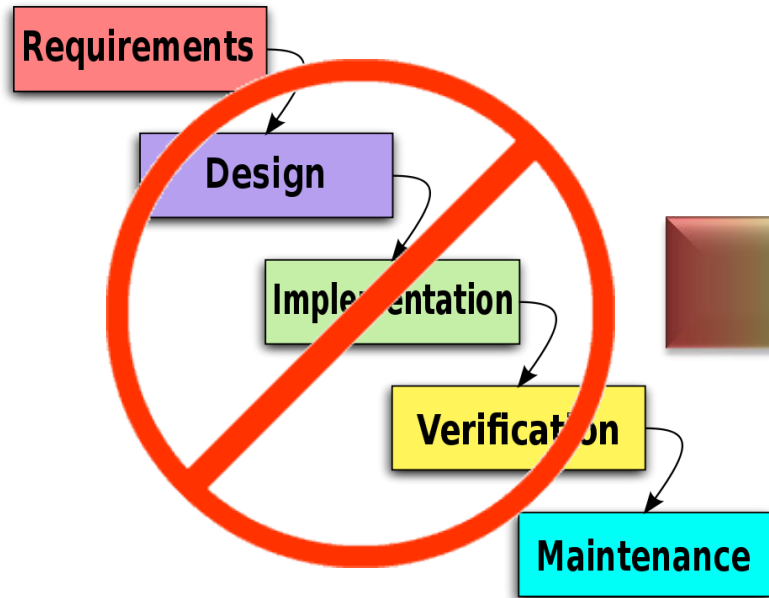 Requirements
Design
Implementation
Verification
Maintenance